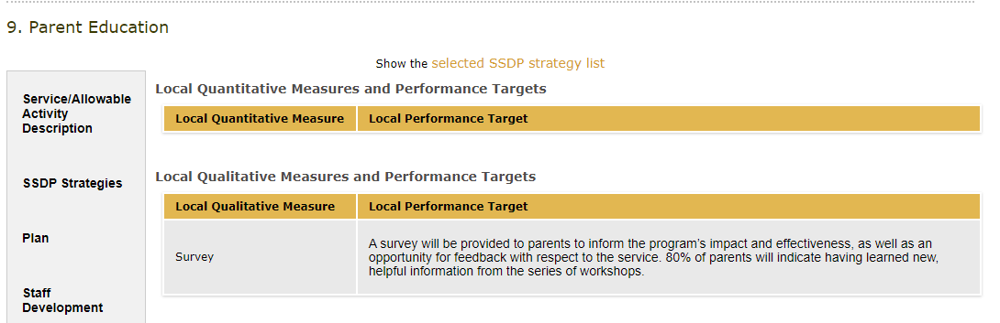 9. Parent Education
Show the selected SSDP strategy list
Service/Allowable
Activity
Description
SSDP Strategies
Plan
Staff
Development
Local Quantitative Measures and Performance Targets
Local Quantitative Measure Local Performance Target
Local Qualitative Measures and Performance Targets
Local Qualitative Measure Local Performance Target
Survey
A survey will be provided to parents to inform the program's impact and effectiveness, as well as an
opportunity for feedback with respect to the service. 80% of parents will indicate having learned new,
helpful information from the series of workshops.